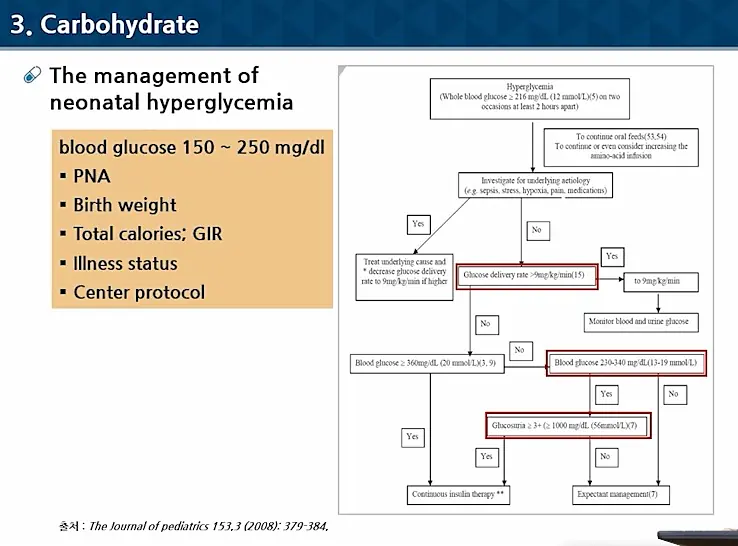 3. Carbohydrate
The management of
neonatal hyperglycemia
blood glucose 150 ~ 250 mg/dl
▪ PNA
▪ Birth weight
▪ Total calories; GIR
▪ Illness status
▪ Center protocol
Hyperglycemia
(Whole blood glucose ≥ 216 mg/dL (12 mmol/L)(5) on two
occasions at least 2 hours apart)
To continue oral feeds(53,54)
To continue or even consider increasing the
amino-acid infusion
Investigate for underlying aetiology
(e.g. sepsis, stress, hypoxia, pain, medications)
Yes
No
Treat underlying cause and
* decrease glucose delivery
rate to 9mg/kg/min if higher
Glucose delivery rate >9mg/kg/min(15)
Yes
to 9mg/kg/min
Monitor blood and urine glucose
No
Blood glucose ≥ 360mg/dL (20 mmol/L)(3, 9)
No
Blood glucose 230-340 mg/dL(13-19 mmol/L)
Yes
No
Glucosuria ≥ 3+ (≥ 1000 mg/dL (56mmol/L)(7)
Yes
Yes
No
Continuous insulin therapy **
Expectant management(7)
출처 : The Journal of pediatrics 153.3 (2008): 379-384.